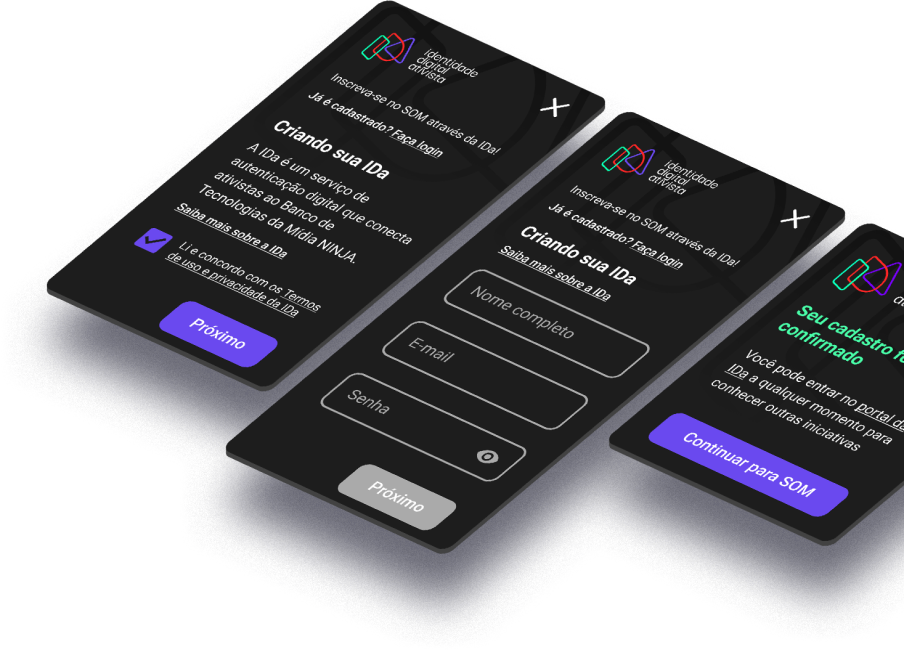 identidade
digital
ativista
Inscreva-se no SOM através da IDa!
Já é cadastrado? Faça login
Criando sua IDa
A IDa é um serviço de
autenticação digital que conecta
ativistas ao Banco de
Tecnologias da Mídia NINJA.
Saiba mais sobre a IDa
Li e concordo com os Termos
de uso e privacidade da IDa
Próximo
identidade
digital
ativista
Inscreva-se no SOM através da IDa!
Já é cadastrado? Faça login
Criando sua IDa
Saiba mais sobre a IDa
Nome completo
E-mail
Senha
Próximo
Seu cadastro
confirmado
Você pode entrar no portal da
IDa a qualquer momento para
conhecer outras iniciativas
Continuar para SOM